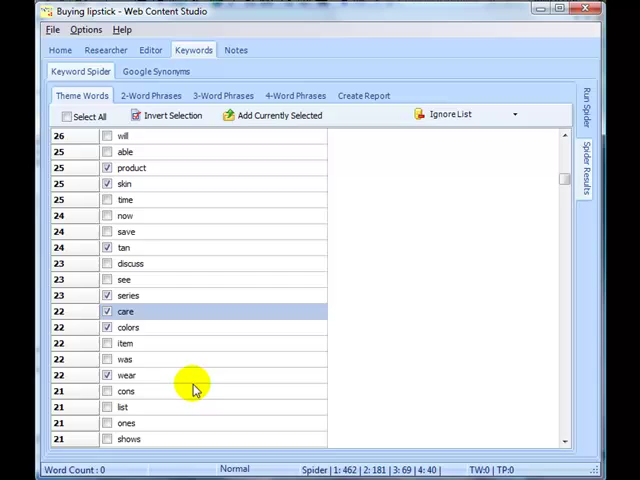 Buying lipstick - Web Content Studio
File Options Help
Home Researcher Editor Keywords Notes
Keyword Spider Google Synonyms
Theme Words 2-Word Phrases 3-Word Phrases 4-Word Phrases Create Report
Select All Invert Selection Add Currently Selected Ignore List
26 will
25 able
25 product
25 skin
25 time
24 now
24 save
24 tan
23 discuss
23 see
23 series
22 care
22 colors
22 item
22 was
22 wear
21 cons
21 list
21 ones
21 shows
Run Spider
Spider Results
Word Count : 0 Normal Spider | 1: 462 | 2: 181 | 3: 69 | 4: 40 | TW:0 | TP:0